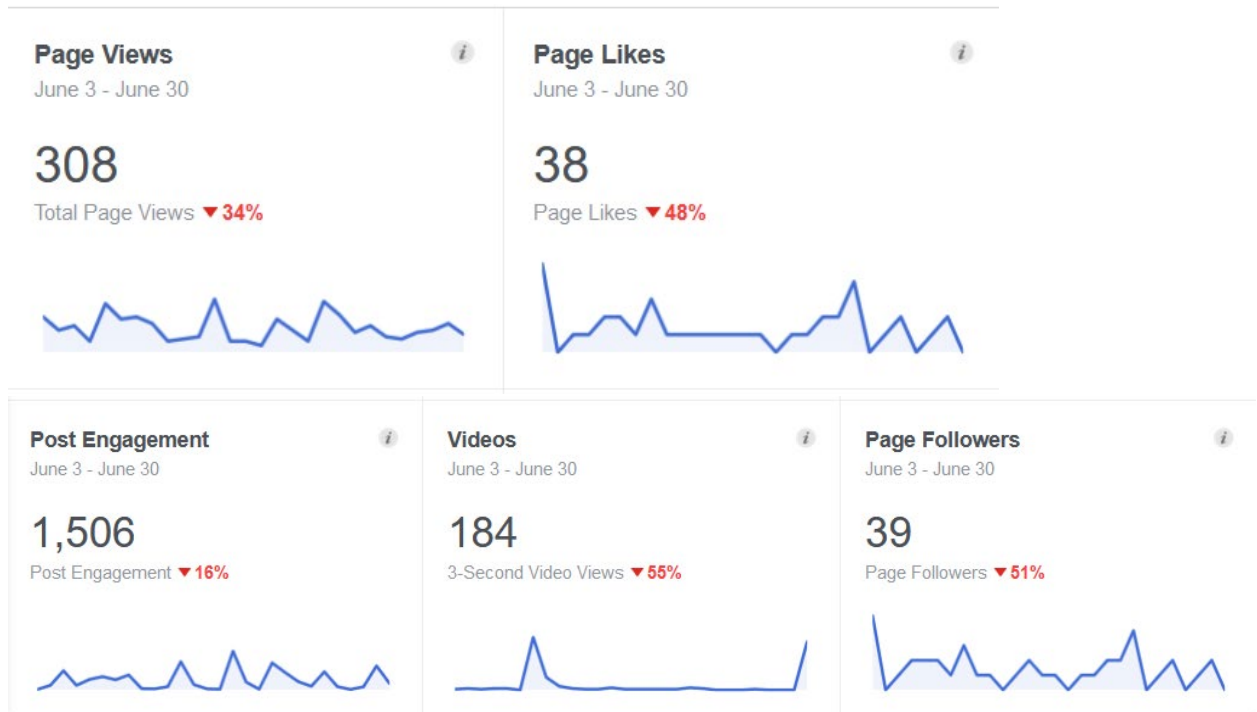 Page Views
June 3 - June 30
308
Total Page Views ▼ 34%
Page Likes
June 3 - June 30
38
Page Likes ▼ 48%
Post Engagement
June 3 - June 30
1,506
Post Engagement ▼ 16%
Videos
June 3 - June 30
184
3-Second Video Views ▼ 55%
Page Followers
June 3 - June 30
39
Page Followers ▼ 51%